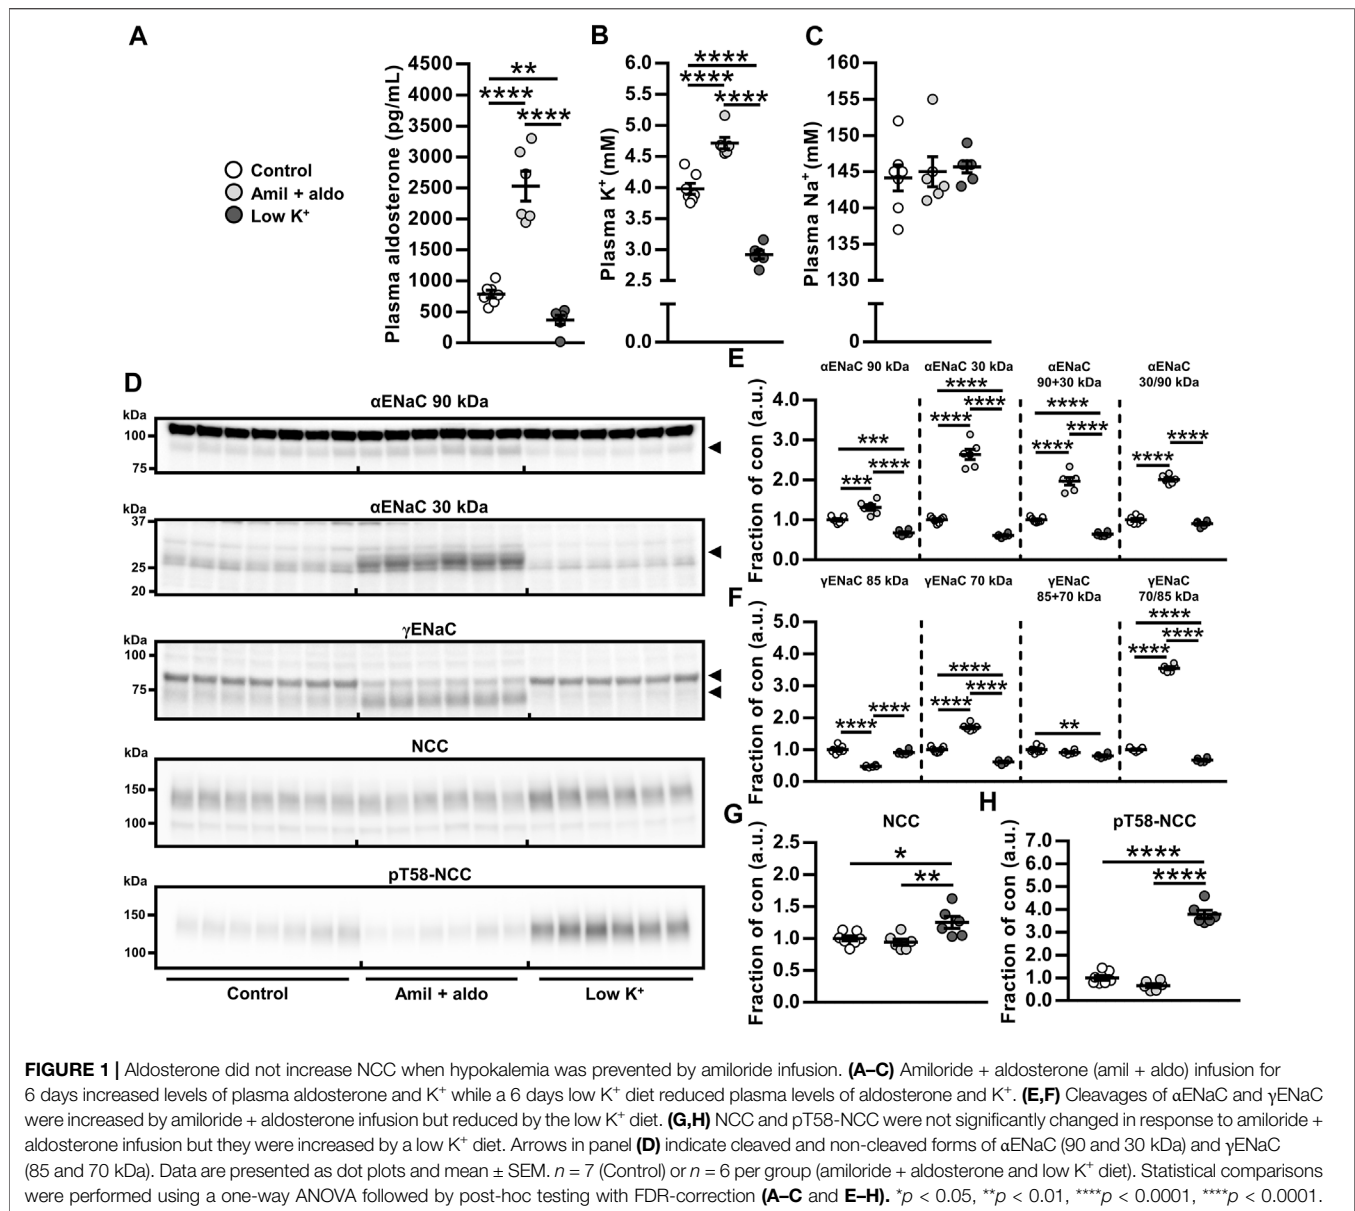 A
B
C
Plasma aldosterone (pg/mL)
4500
4000
3500
3000
2500
2000
1500
1000
500
0
**
****
****
Control
Amil + aldo
Low K⁺
Plasma K⁺ (mM)
6.0
5.5
5.0
4.5
4.0
3.5
3.0
2.5
0.0
****
****
****
Plasma Na⁺ (mM)
160
155
150
145
140
135
130
0
D
αENaC 90 kDa
kDa
100
75
αENaC 30 kDa
37
25
20
γENaC
kDa
100
75
NCC
150
100
pT58-NCC
kDa
150
100
Control
Amil + aldo
Low K⁺
E
αENaC 90 kDa
αENaC 30 kDa
αENaC
90+30 kDa
αENaC
30/90 kDa
Fraction of con (a.u.)
4.0
3.0
2.0
1.0
0.0
***
***
****
****
****
****
****
****
****
****
****
F
γENaC 85 kDa
γENaC 70 kDa
γENaC
85+70 kDa
γENaC
70/85 kDa
Fraction of con (a.u.)
5.0
4.0
3.0
2.0
1.0
0.0
****
****
****
****
****
**
****
****
****
G
NCC
Fraction of con (a.u.)
2.5
2.0
1.5
1.0
0.5
0.0
*
**
H
pT58-NCC
Fraction of con (a.u.)
7.0
6.0
5.0
4.0
3.0
2.0
1.0
0.0
****
****
FIGURE 1 | Aldosterone did not increase NCC when hypokalemia was prevented by amiloride infusion. (A–C) Amiloride + aldosterone (amil + aldo) infusion for
6 days increased levels of plasma aldosterone and K⁺ while a 6 days low K⁺ diet reduced plasma levels of aldosterone and K⁺. (E,F) Cleavages of αENaC and γENaC
were increased by amiloride + aldosterone infusion but reduced by the low K⁺ diet. (G,H) NCC and pT58-NCC were not significantly changed in response to amiloride +
aldosterone infusion but they were increased by a low K⁺ diet. Arrows in panel (D) indicate cleaved and non-cleaved forms of αENaC (90 and 30 kDa) and γENaC
(85 and 70 kDa). Data are presented as dot plots and mean ± SEM. n = 7 (Control) or n = 6 per group (amiloride + aldosterone and low K⁺ diet). Statistical comparisons
were performed using a one-way ANOVA followed by post-hoc testing with FDR-correction (A–C and E–H). *p < 0.05, **p < 0.01, ****p < 0.0001, ****p < 0.0001.